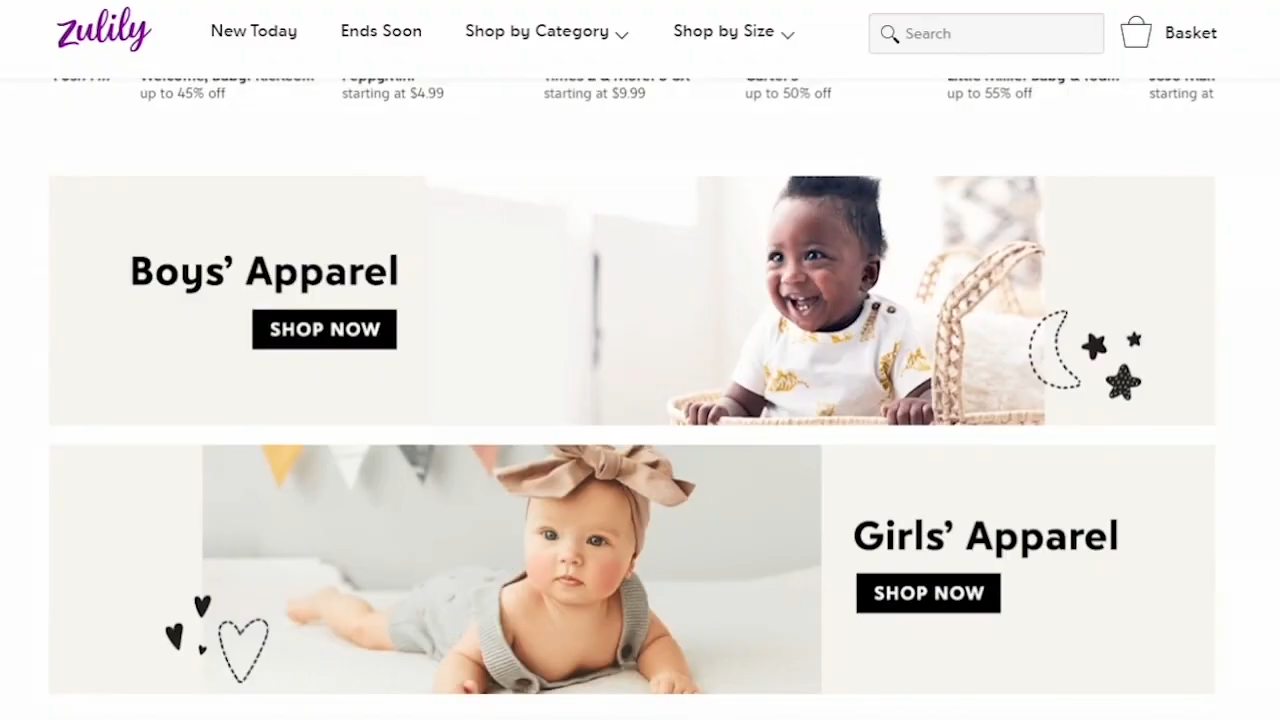 zulily
New Today
Ends Soon
Shop by Category
Shop by Size
Search
Basket
up to 45% off
starting at $4.99
starting at $9.99
up to 50% off
up to 55% off
starting at
Boys' Apparel
SHOP NOW
Girls' Apparel
SHOP NOW